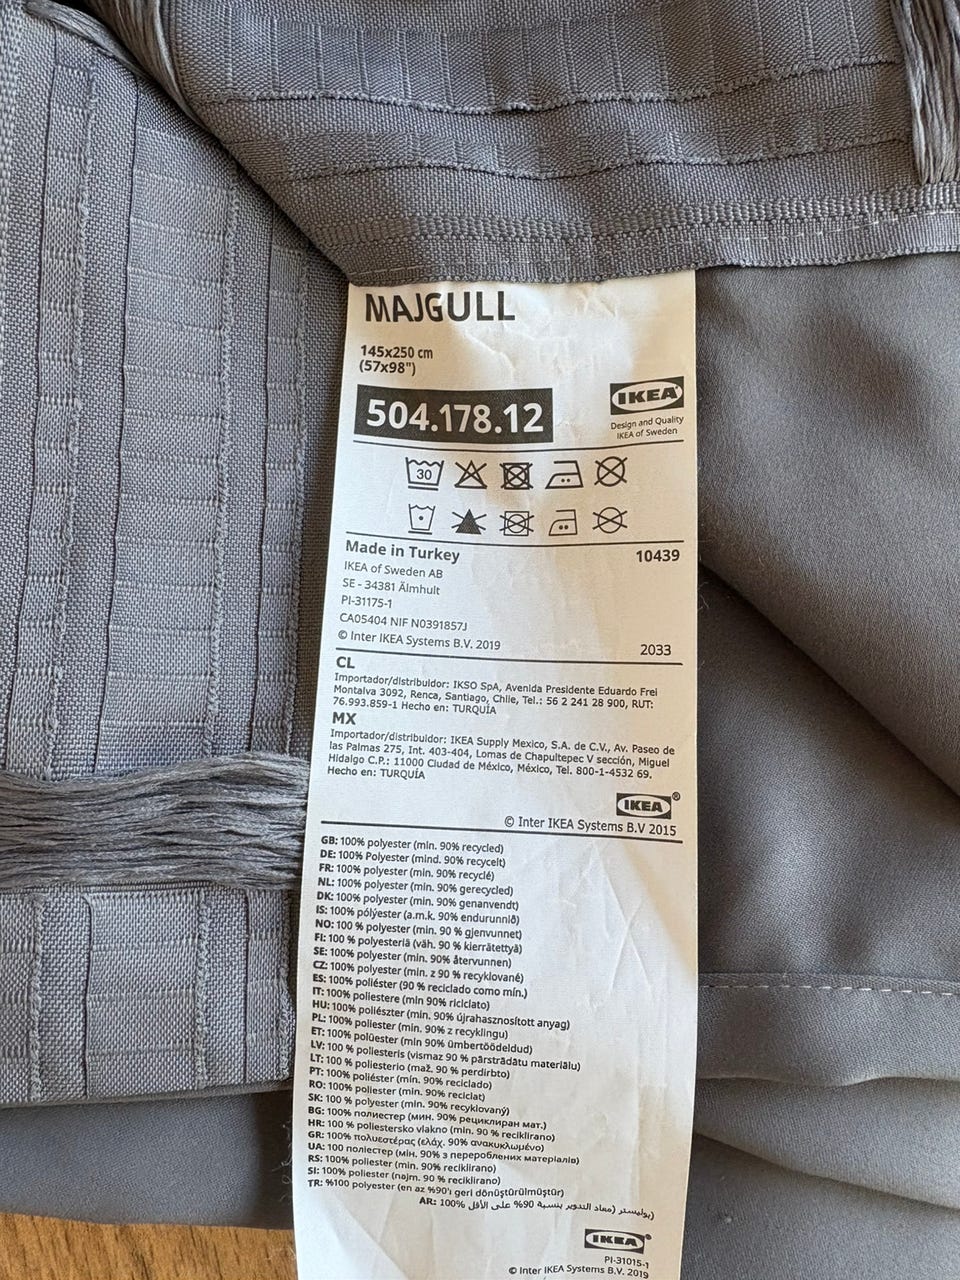 MAJGULL
145x250 cm
(57x98")
504.178.12
IKEA
Design and Quality
IKEA of Sweden
30
Made in Turkey 10439
IKEA of Sweden AB
SE - 34381 Älmhult
PI-31175-1
CA05404 NIF N0391857J
© Inter IKEA Systems B.V. 2019 2033
CL
Importador/distribuidor: IKSO SpA, Avenida Presidente Eduardo Frei
Montalva 3092, Renca, Santiago, Chile, Tel.: 56 2 241 28 900, RUT:
76.993.859-1 Hecho en: TURQUÍA
MX
Importador/distribuidor: IKEA Supply Mexico, S.A. de C.V., Av. Paseo de
las Palmas 275, Int. 403-404, Lomas de Chapultepec V sección, Miguel
Hidalgo C.P.: 11000 Ciudad de México, México, Tel. 800-1-4532 69.
Hecho en: TURQUÍA
IKEA®
© Inter IKEA Systems B.V 2015
GB: 100% polyester (min. 90% recycled)
DE: 100% Polyester (mind. 90% recycelt)
FR: 100% polyester (min. 90% recyclé)
NL: 100% polyester (min. 90% gerecycled)
DK: 100% polyester (min. 90% genanvendt)
IS: 100% pólýester (a.m.k. 90% endurunnið)
NO: 100 % polyester (min. 90 % gjenvunnet)
FI: 100 % polyesteriä (väh. 90 % kierrätettyä)
SE: 100% polyester (min. 90% återvunnen)
CZ: 100% polyester (min. z 90 % recyklované)
ES: 100% poliéster (90 % reciclado como mín.)
IT: 100% poliestere (min 90% riciclato)
HU: 100% poliészter (min. 90% újrahasznosított anyag)
PL: 100% poliester (min. 90% z recyklingu)
ET: 100% polüester (min 90% ümbertöödeldud)
LV: 100% poliesteris (vismaz 90 % pārstrādātu materiālu)
LT: 100% poliesterio (maž. 90 % perdirbto)
PT: 100% poliéster (mín. 90% reciclado)
RO: 100% poliester (min. 90% reciclat)
SK: 100% polyester (min. 90% recyklovaný)
BG: 100% полиестер (мин. 90% рециклиран мат.)
HR: 100 % poliestersko vlakno (min. 90 % reciklirano)
GR: 100% πολυεστέρας (ελάχ. 90% ανακυκλωμένο)
UA: 100 поліестер (мін. 90% з перероблених матеріалів)
RS: 100% poliester (min. 90% reciklirano)
SI: 100% poliester (najm. 90 % reciklirano)
TR: %100 polyester (en az %90'ı geri dönüştürülmüştür)
AR: 100% بوليستر (معاد التدوير بنسبة 90% على الأقل)
IKEA
PI-31015-1
© Inter IKEA Systems B.V. 2019